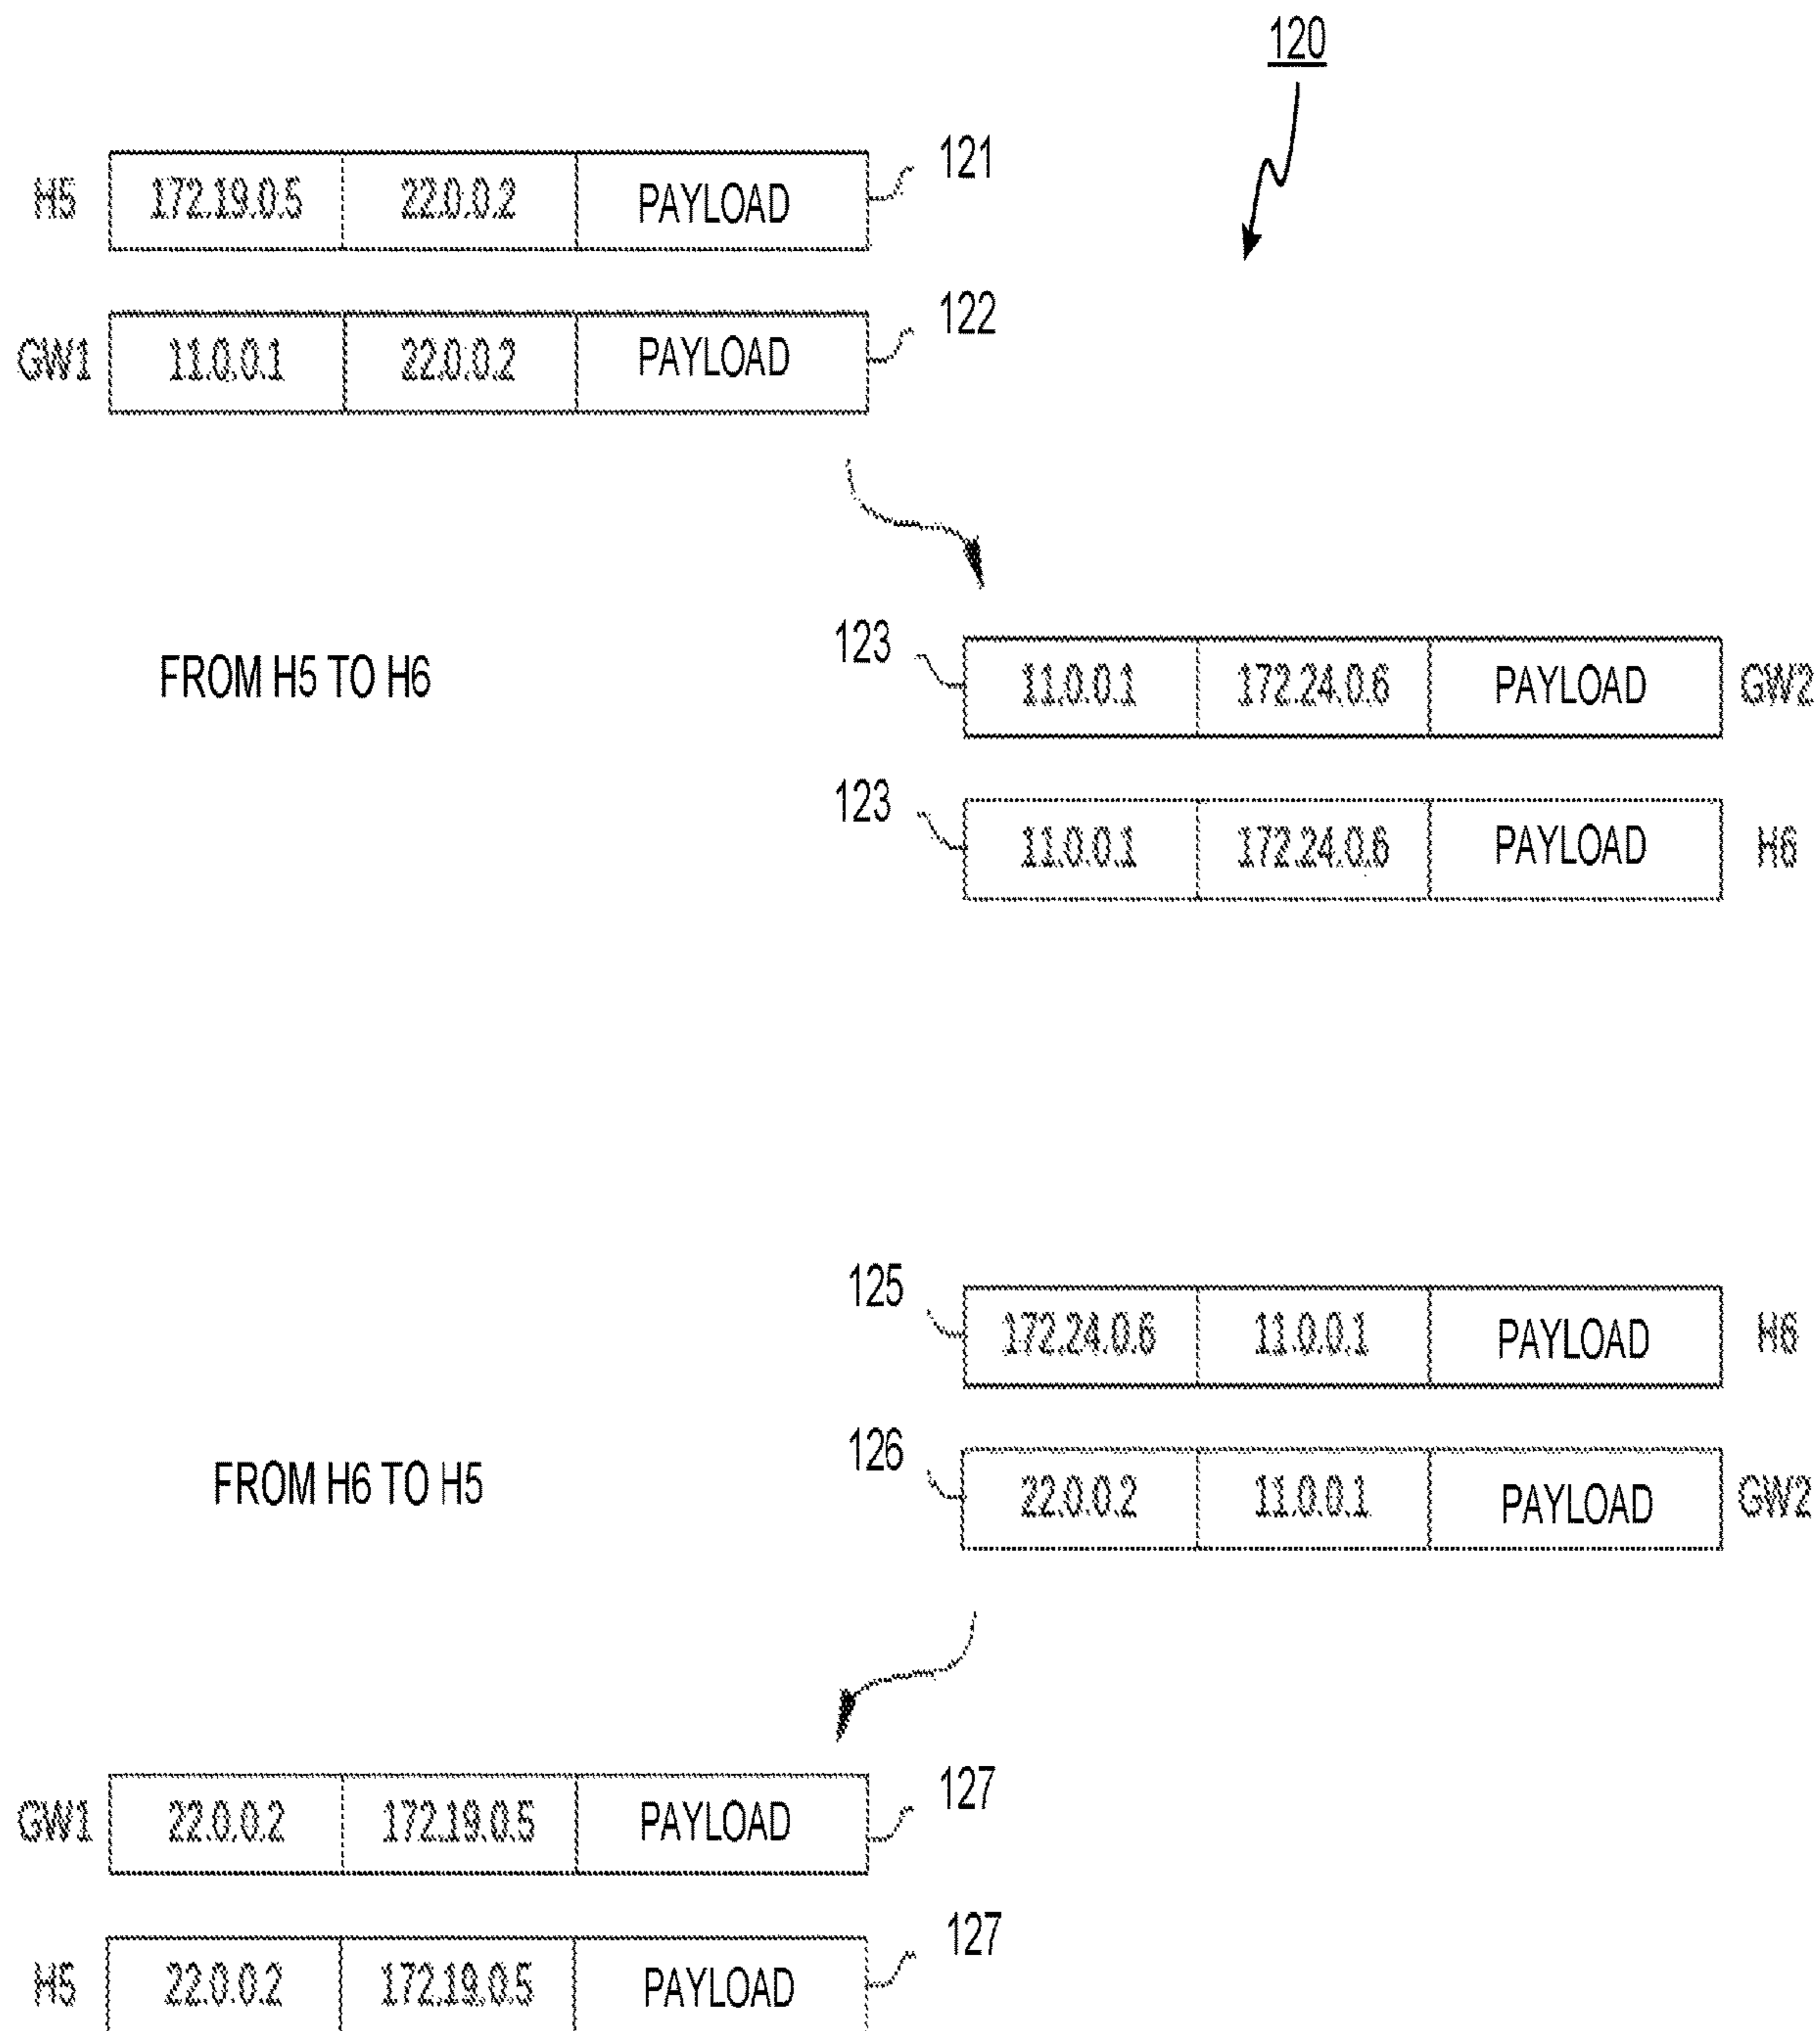 120
H5 172.19.0.5 22.0.0.2 PAYLOAD 121
GW1 11.0.0.1 22.0.0.2 PAYLOAD 122
FROM H5 TO H6
123 11.0.0.1 172.24.0.6 PAYLOAD GW2
123 11.0.0.1 172.24.0.6 PAYLOAD H6
125 172.24.0.6 11.0.0.1 PAYLOAD H6
FROM H6 TO H5
126 22.0.0.2 11.0.0.1 PAYLOAD GW2
GW1 22.0.0.2 172.19.0.5 PAYLOAD 127
H5 22.0.0.2 172.19.0.5 PAYLOAD 127